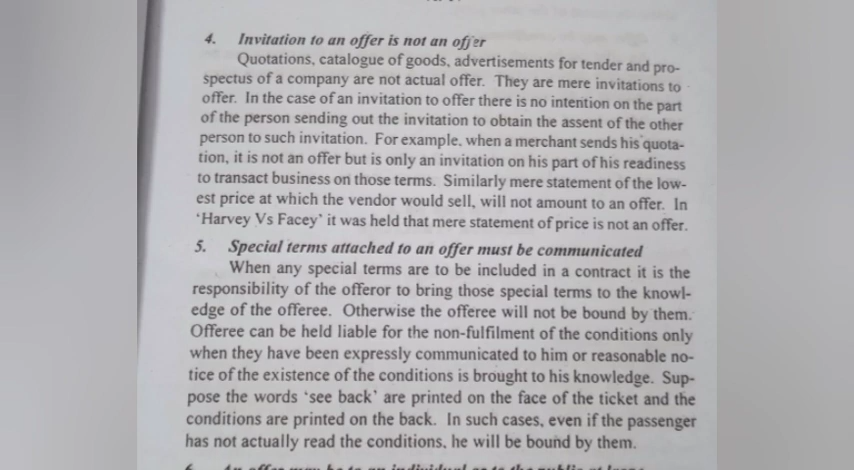 4. Invitation to an offer is not an offer
Quotations, catalogue of goods, advertisements for tender and pro-
spectus of a company are not actual offer. They are mere invitations to
offer. In the case of an invitation to offer there is no intention on the part
of the person sending out the invitation to obtain the assent of the other
person to such invitation. For example, when a merchant sends his quota-
tion, it is not an offer but is only an invitation on his part of his readiness
to transact business on those terms. Similarly mere statement of the low-
est price at which the vendor would sell, will not amount to an offer. In
‘Harvey Vs Facey’ it was held that mere statement of price is not an offer.
5. Special terms attached to an offer must be communicated
When any special terms are to be included in a contract it is the
responsibility of the offeror to bring those special terms to the knowl-
edge of the offeree. Otherwise the offeree will not be bound by them.
Offeree can be held liable for the non-fulfilment of the conditions only
when they have been expressly communicated to him or reasonable no-
tice of the existence of the conditions is brought to his knowledge. Sup-
pose the words ‘see back’ are printed on the face of the ticket and the
conditions are printed on the back. In such cases, even if the passenger
has not actually read the conditions, he will be bound by them.
An offer may be to an individual or to the public at large